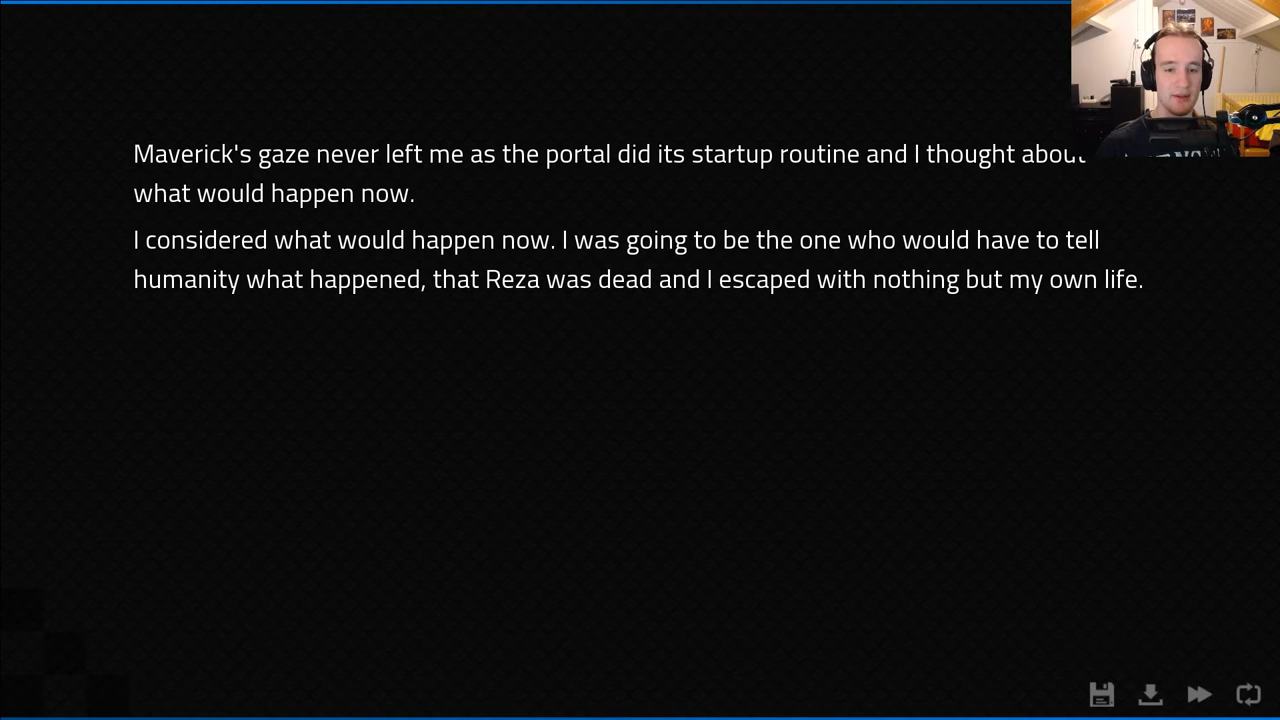 Maverick's gaze never left me as the portal did its startup routine and I thought about
what would happen now.
I considered what would happen now. I was going to be the one who would have to tell
humanity what happened, that Reza was dead and I escaped with nothing but my own life.